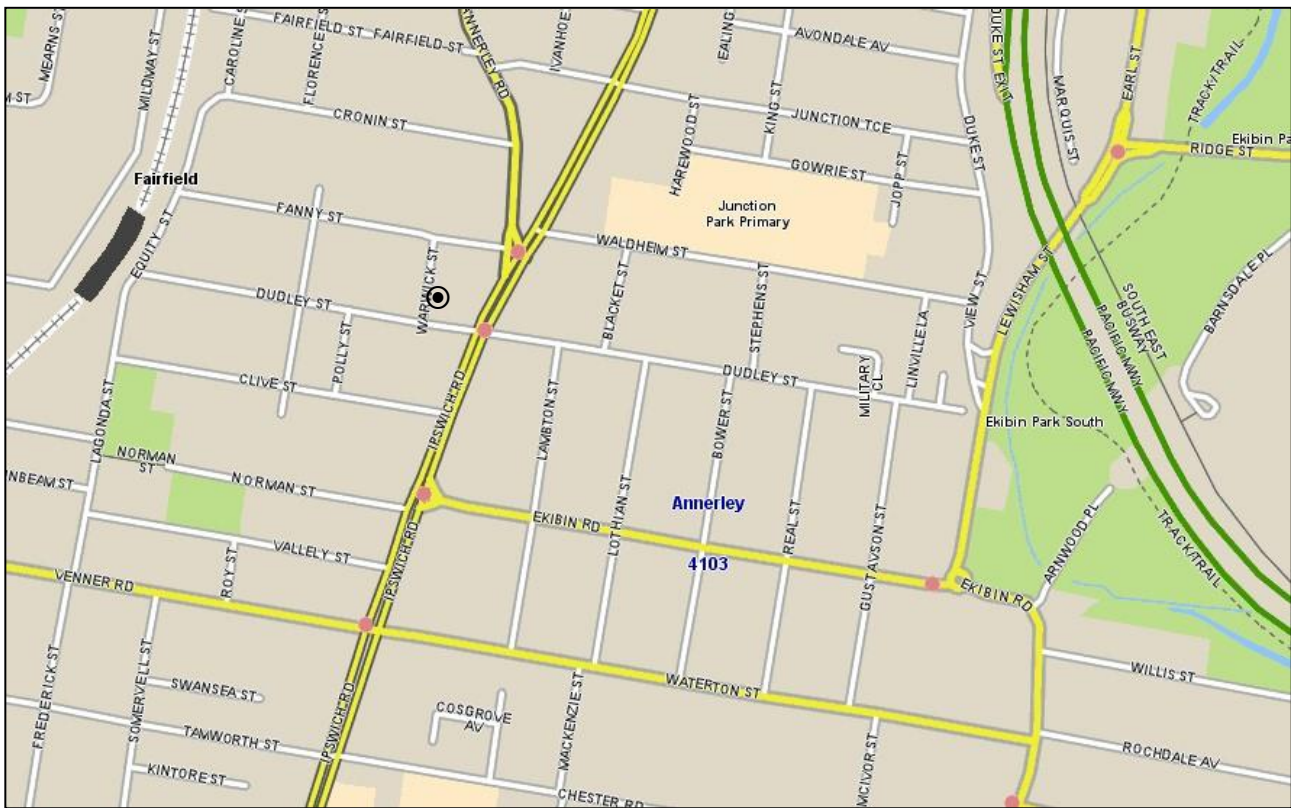 MEARNS ST
MILDMAY ST
CAROLINE S
FLORENCE S
FAIRFIELD ST
FAIRFIELD ST
NNERLEY RD
IVANHOE
EALING
KING ST
AVONDALE AV
DUKE ST EXIT
MARQUIS ST
EARL ST
TRACK/TRAIL
Ekibin Pa
RIDGE ST
M ST
CRONIN ST
HAREWOOD ST
JUNCTION TCE
DUKE ST
GOWRIE ST
JOPP ST
Fairfield
Junction
Park Primary
EQUITY ST
FANNY ST
WARWICK ST
WALDHEIM ST
BLACKET ST
STEPHENS ST
VIEW ST
LEWISHAM ST
SOUTH EAST
BUSWAY
PACIFIC MWY
PACIFIC MWY
BARNSDALE PL
DUDLEY ST
POLLY ST
CLIVE ST
IPSWICH RD
DUDLEY ST
MILITARY
CL
LINVILLE LA
Ekibin Park South
LAGONDA ST
LAMBTON ST
LOTHIAN ST
BOWER ST
REAL ST
GUSTAVSON ST
NORMAN
ST
NORMAN ST
NBEAM ST
Annerley
4103
EKIBIN RD
ARNWOOD PL
TRACK/TRAIL
VALLELY ST
IPSWICH RD
ROY ST
VENNER RD
EKIBIN RD
FREDERICK ST
SOMERVELL ST
SWANSEA ST
TAMWORTH ST
KINTORE ST
IPSWICH RD
COSGROVE
AV
MACKENZIE ST
WATERTON ST
WILLIS ST
ROCHDALE AV
MCIVOR ST
CHESTER RD